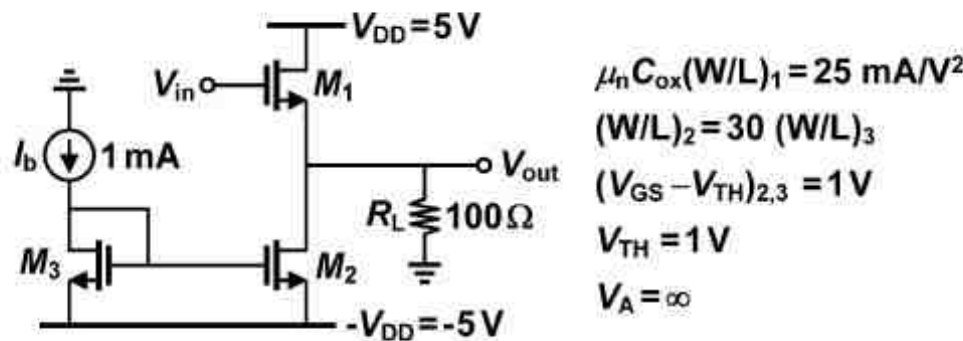 V_DD = 5 V
V_in
M_1
I_b
1 mA
V_out
R_L
100 Ω
M_3
M_2
-V_DD = -5 V
μ_nC_ox(W/L)_1 = 25 mA/V²
(W/L)_2 = 30 (W/L)_3
(V_GS − V_TH)_2,3 = 1 V
V_TH = 1 V
V_A = ∞